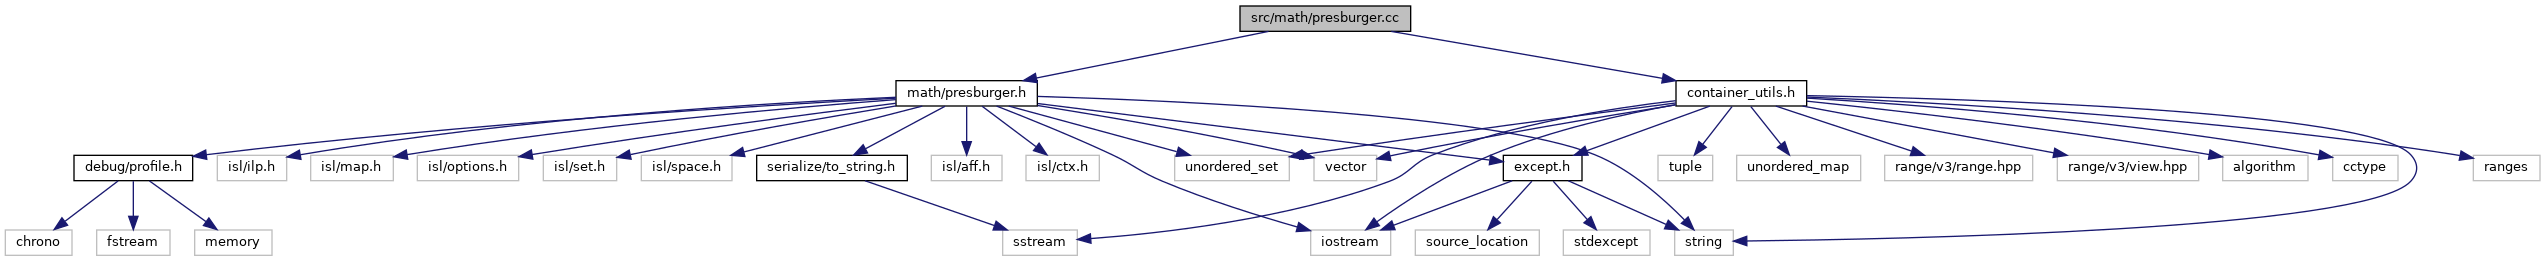 src/math/presburger.cc
math/presburger.h
container_utils.h
debug/profile.h
isl/ilp.h
isl/map.h
isl/options.h
isl/set.h
isl/space.h
serialize/to_string.h
isl/aff.h
isl/ctx.h
unordered_set
vector
except.h
tuple
unordered_map
range/v3/range.hpp
range/v3/view.hpp
algorithm
cctype
ranges
chrono
fstream
memory
sstream
iostream
source_location
stdexcept
string